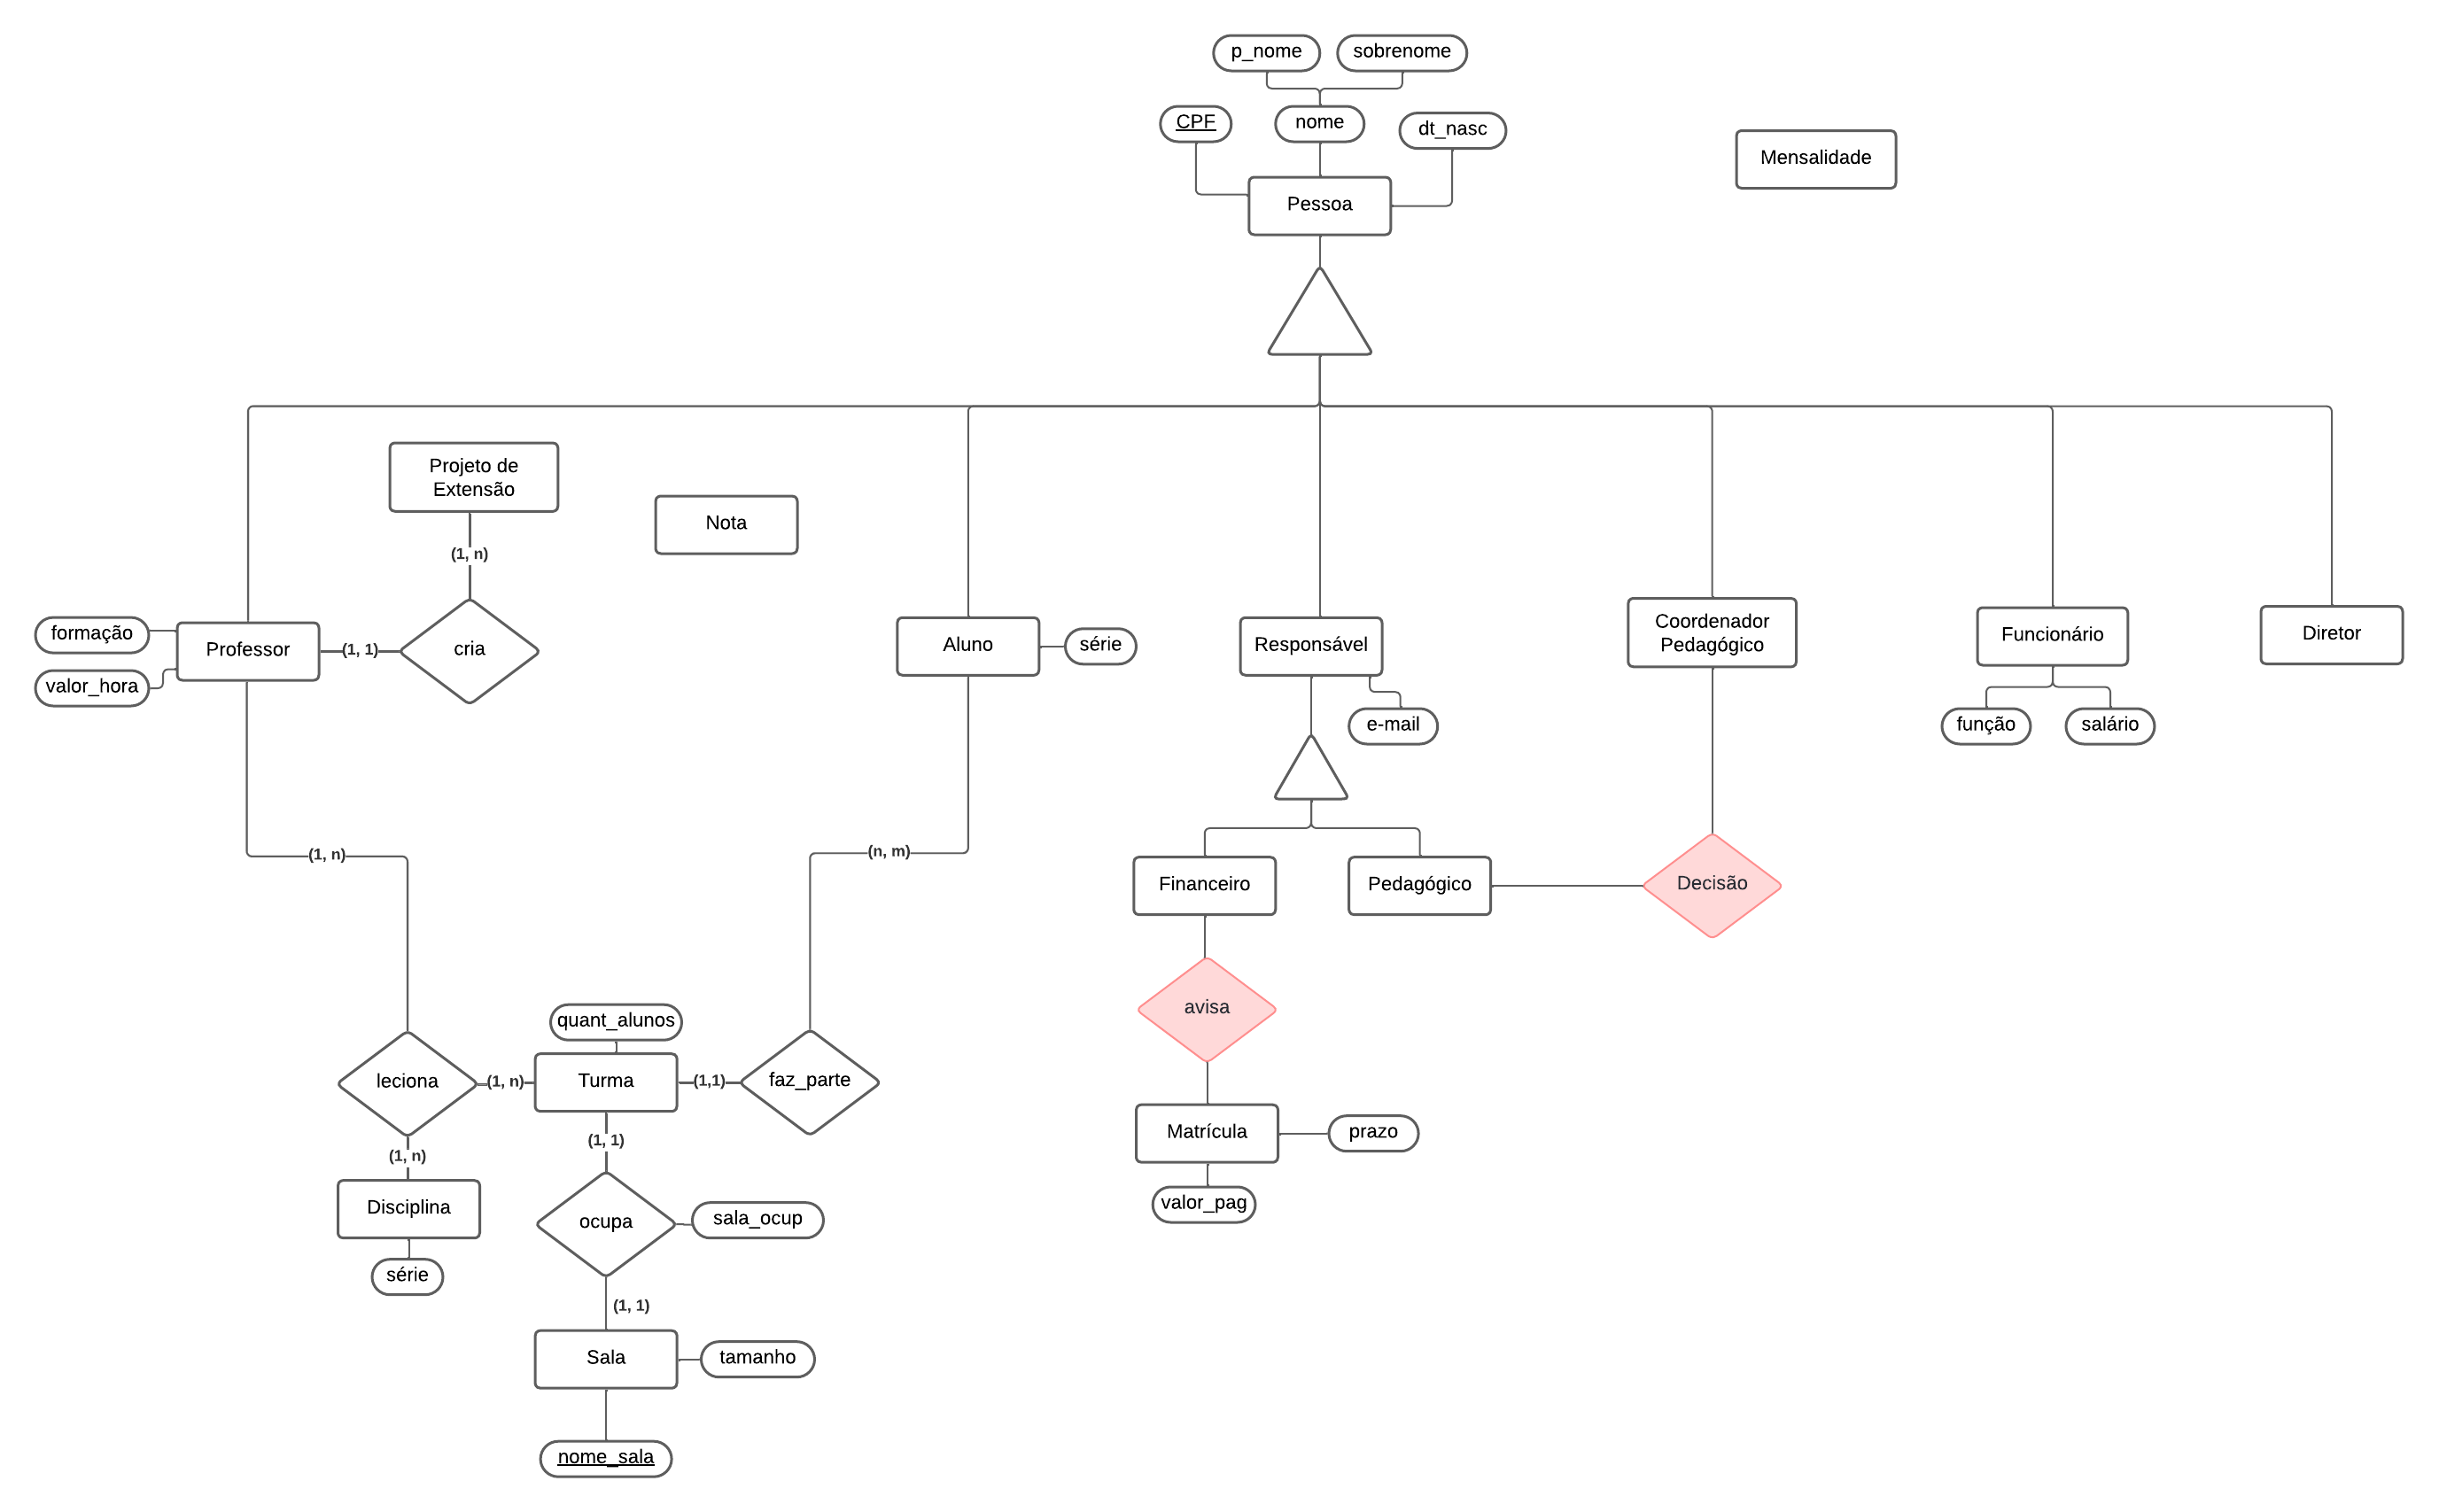 p_nome
sobrenome
CPF
nome
dt_nasc
Mensalidade
Pessoa
Projeto de
Extensão
Nota
(1, n)
formação
Professor
(1, 1)
cria
valor_hora
Aluno
série
Responsável
e-mail
Coordenador
Pedagógico
Funcionário
função
salário
Diretor
(1, n)
(n, m)
Financeiro
Pedagógico
Decisão
avisa
quant_alunos
leciona
(1, n)
Turma
(1,1)
faz_parte
(1, n)
(1, 1)
Matrícula
prazo
valor_pag
Disciplina
série
ocupa
sala_ocup
(1, 1)
Sala
tamanho
nome_sala